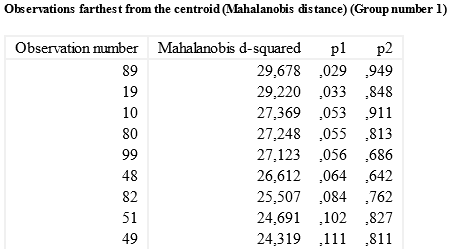 Observations farthest from the centroid (Mahalanobis distance) (Group number 1)
Observation number Mahalanobis d-squared p1 p2
89 29,678 ,029 ,949
19 29,220 ,033 ,848
10 27,369 ,053 ,911
80 27,248 ,055 ,813
99 27,123 ,056 ,686
48 26,612 ,064 ,642
82 25,507 ,084 ,762
51 24,691 ,102 ,827
49 24,319 ,111 ,811